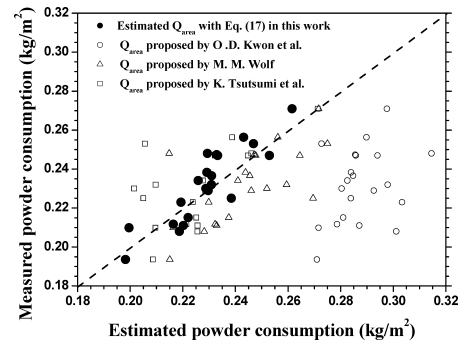 Measured powder consumption (kg/m²)
0.32
0.30
0.28
0.26
0.24
0.22
0.20
0.18
Estimated Q_area with Eq. (17) in this work
Q_area proposed by O .D. Kwon et al.
Q_area proposed by M. M. Wolf
Q_area proposed by K. Tsutsumi et al.
0.18 0.20 0.22 0.24 0.26 0.28 0.30 0.32
Estimated powder consumption (kg/m²)